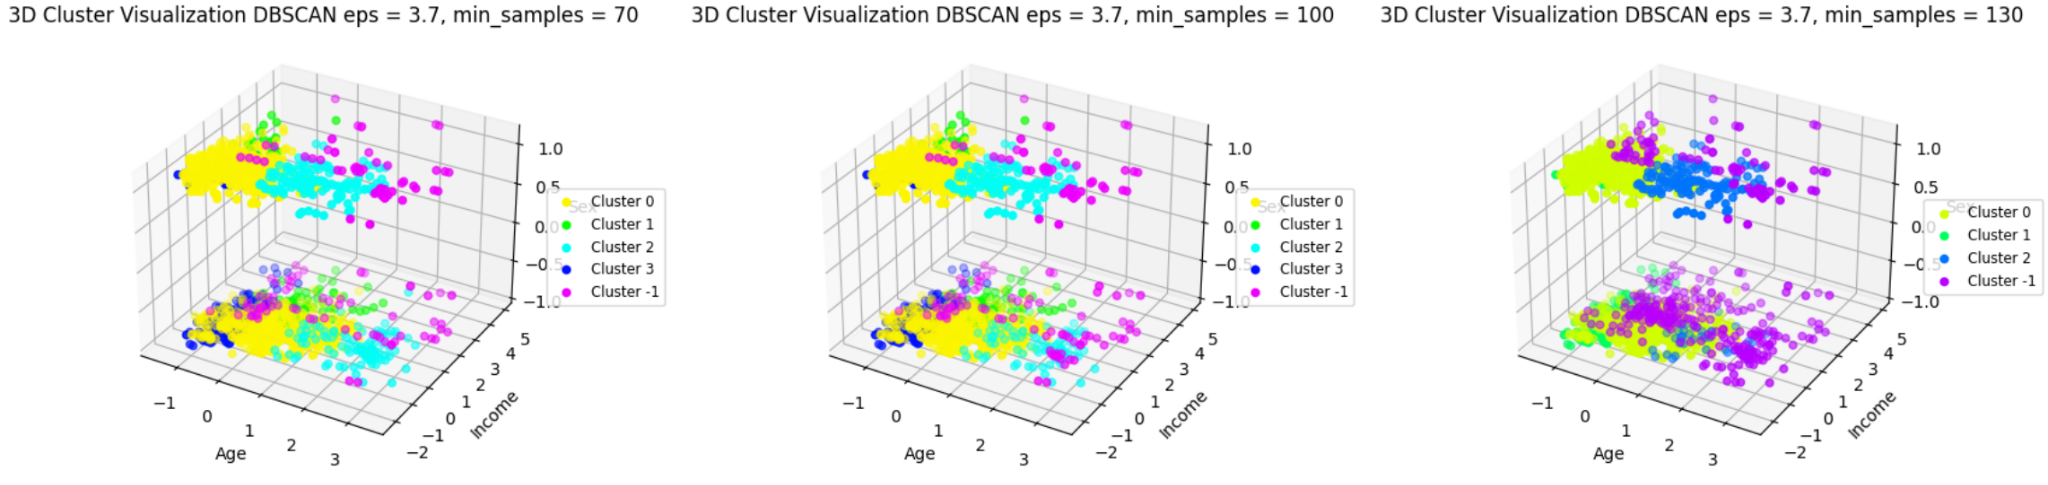 3D Cluster Visualization DBSCAN eps = 3.7, min_samples = 70
1.0
0.5
0.0
−0.5
−1.0
Sex
Cluster 0
Cluster 1
Cluster 2
Cluster 3
Cluster -1
5
4
3
2
1
0
−1
−2
Income
−1
0
1
2
3
Age
3D Cluster Visualization DBSCAN eps = 3.7, min_samples = 100
1.0
0.5
0.0
−0.5
−1.0
Sex
Cluster 0
Cluster 1
Cluster 2
Cluster 3
Cluster -1
5
4
3
2
1
0
−1
−2
Income
−1
0
1
2
3
Age
3D Cluster Visualization DBSCAN eps = 3.7, min_samples = 130
1.0
0.5
0.0
−0.5
−1.0
Sex
Cluster 0
Cluster 1
Cluster 2
Cluster -1
5
4
3
2
1
0
−1
−2
Income
−1
0
1
2
3
Age